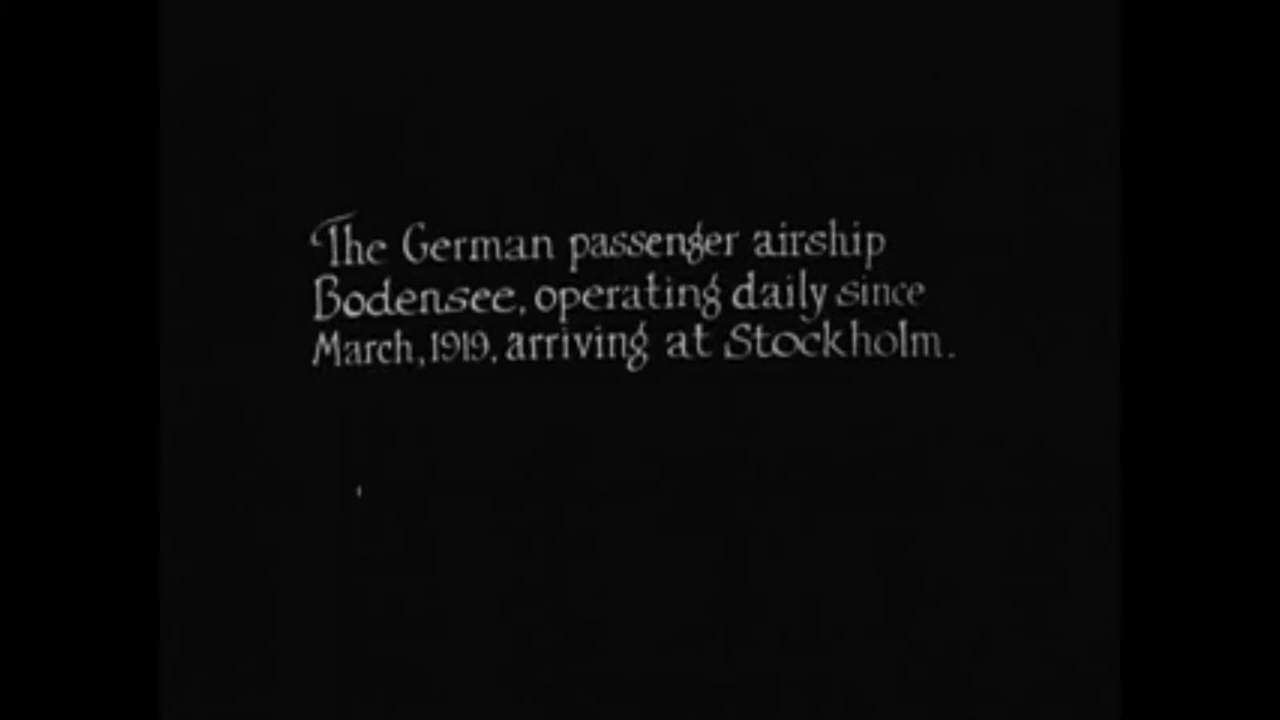 The German passenger airship
Bodensee, operating daily since
March, 1919, arriving at Stockholm.